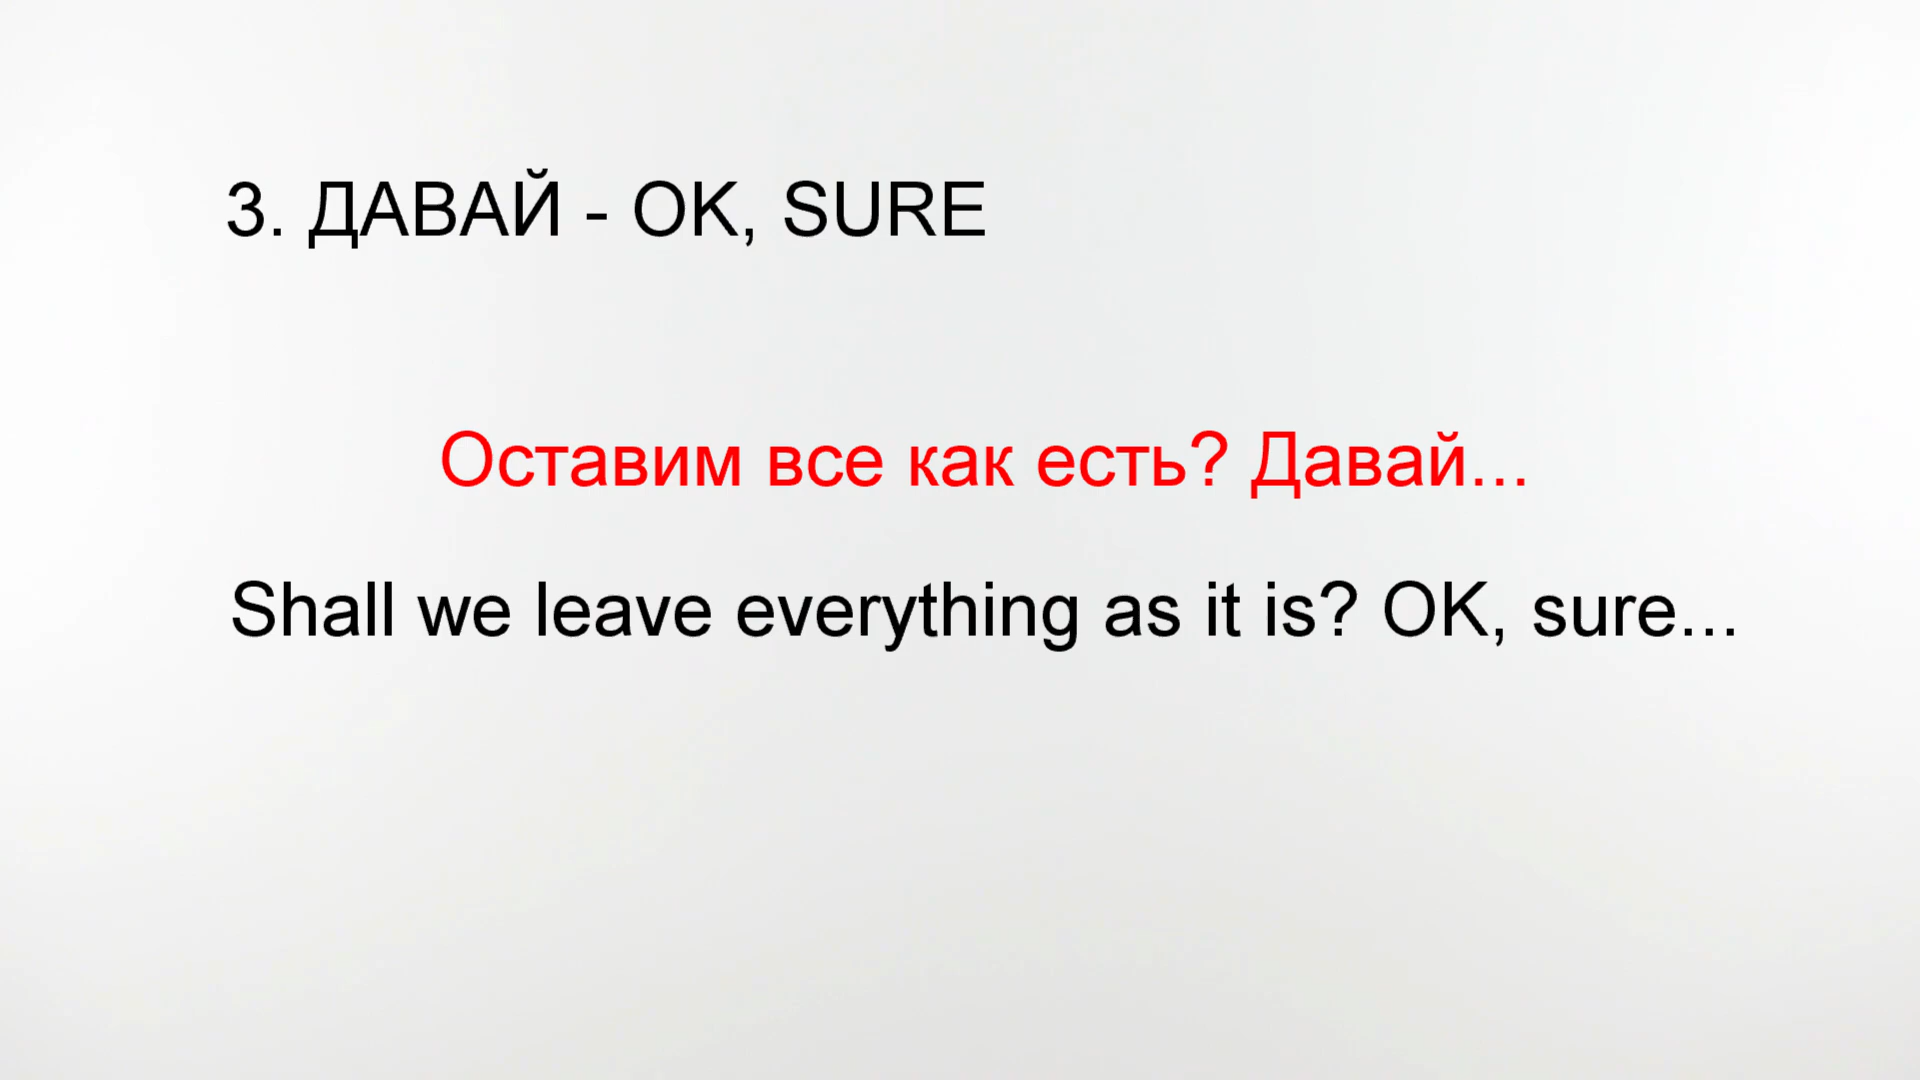 3. ДАВАЙ - OK, SURE
Оставим все как есть? Давай...
Shall we leave everything as it is? OK, sure...